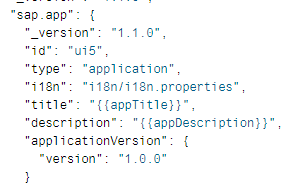 "sap.app": {
"_version": "1.1.0",
"id": "ui5",
"type": "application",
"i18n": "i18n/i18n.properties",
"title": "{{appTitle}}",
"description": "{{appDescription}}",
"applicationVersion": {
"version": "1.0.0"
}